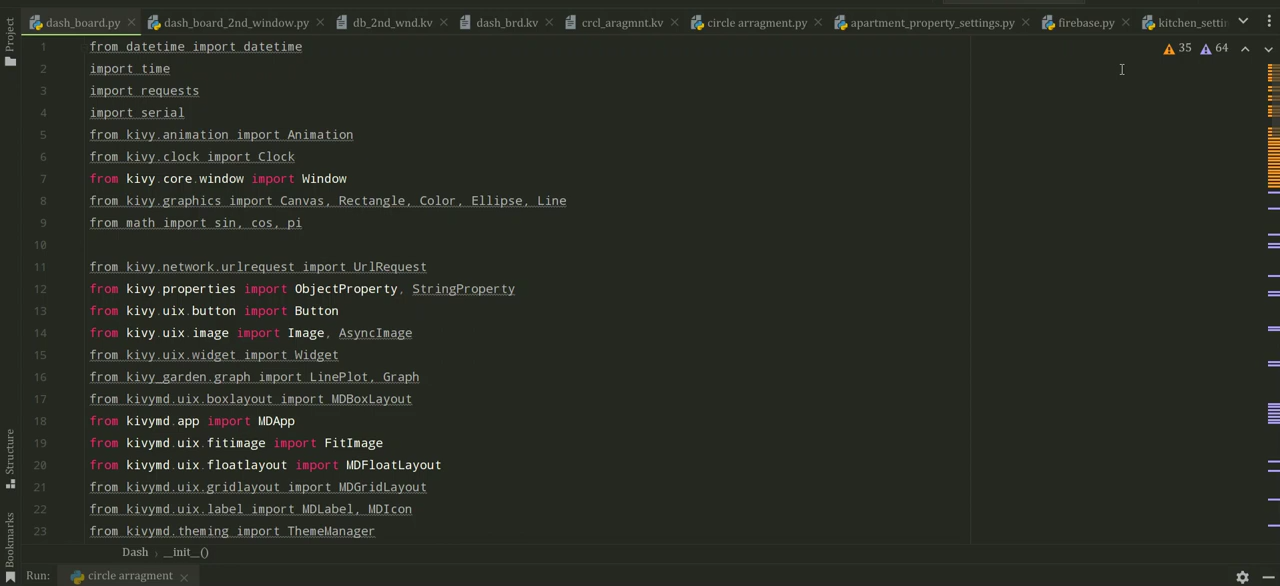 dash_board.py dash_board_2nd_window.py db_2nd_wnd.kv dash_brd.kv crcl_aragmnt.kv circle arragment.py apartment_property_settings.py firebase.py kitchen_setti
Project
35 64
1 from datetime import datetime
2 import time
3 import requests
4 import serial
5 from kivy.animation import Animation
6 from kivy.clock import Clock
7 from kivy.core.window import Window
8 from kivy.graphics import Canvas, Rectangle, Color, Ellipse, Line
9 from math import sin, cos, pi
10
11 from kivy.network.urlrequest import UrlRequest
12 from kivy.properties import ObjectProperty, StringProperty
13 from kivy.uix.button import Button
14 from kivy.uix.image import Image, AsyncImage
15 from kivy.uix.widget import Widget
16 from kivy_garden.graph import LinePlot, Graph
17 from kivymd.uix.boxlayout import MDBoxLayout
18 from kivymd.app import MDApp
19 from kivymd.uix.fitimage import FitImage
20 from kivymd.uix.floatlayout import MDFloatLayout
21 from kivymd.uix.gridlayout import MDGridLayout
22 from kivymd.uix.label import MDLabel, MDIcon
23 from kivymd.theming import ThemeManager
Structure
Bookmarks
Dash › __init__()
Run: circle arragment